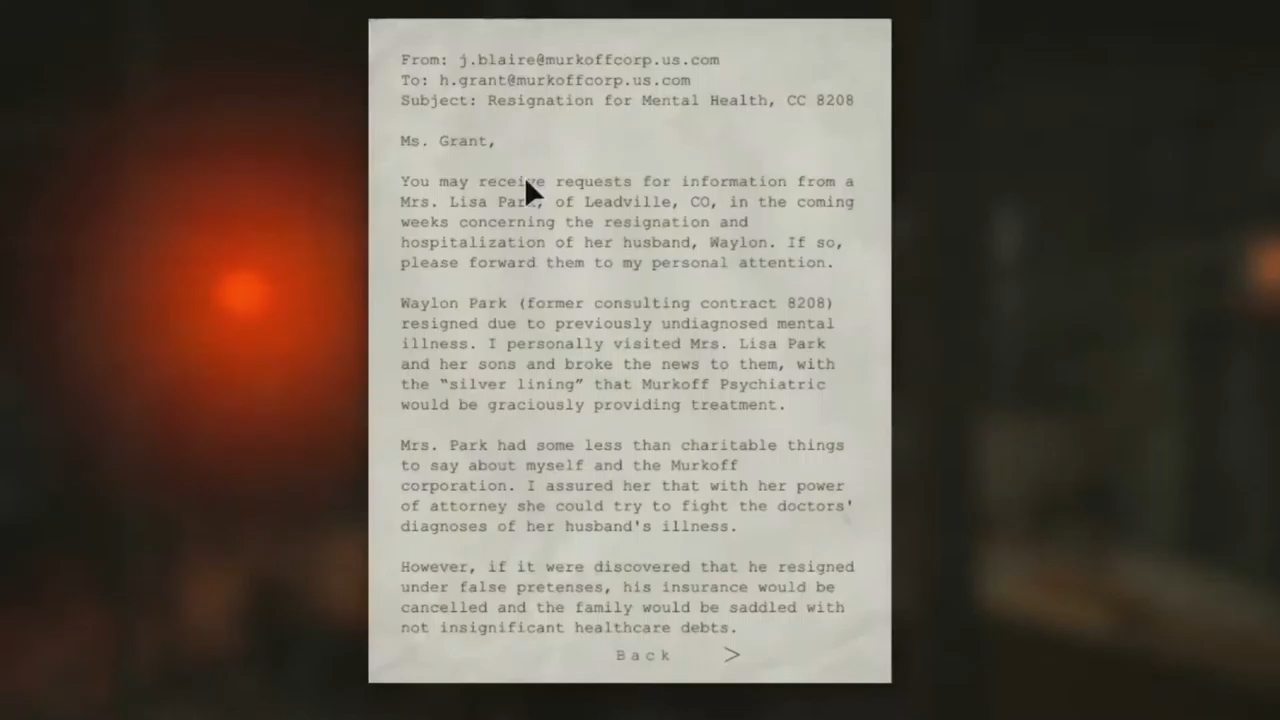 From: j.blaire@murkoffcorp.us.com
To: h.grant@murkoffcorp.us.com
Subject: Resignation for Mental Health, CC 8208
Ms. Grant,
You may receive requests for information from a
Mrs. Lisa Park, of Leadville, CO, in the coming
weeks concerning the resignation and
hospitalization of her husband, Waylon. If so,
please forward them to my personal attention.
Waylon Park (former consulting contract 8208)
resigned due to previously undiagnosed mental
illness. I personally visited Mrs. Lisa Park
and her sons and broke the news to them, with
the “silver lining” that Murkoff Psychiatric
would be graciously providing treatment.
Mrs. Park had some less than charitable things
to say about myself and the Murkoff
corporation. I assured her that with her power
of attorney she could try to fight the doctors'
diagnoses of her husband's illness.
However, if it were discovered that he resigned
under false pretenses, his insurance would be
cancelled and the family would be saddled with
not insignificant healthcare debts.
Back >